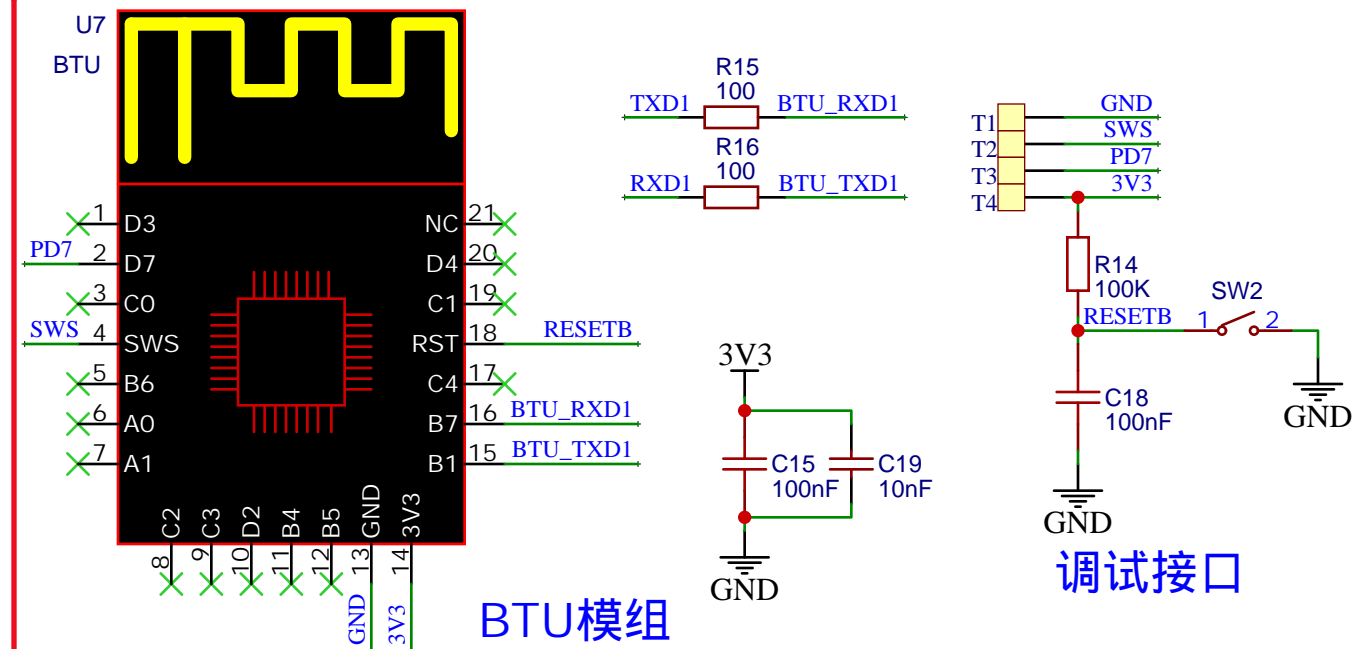 U7
BTU
1 D3
PD7 2 D7
3 C0
SWS 4 SWS
5 B6
6 A0
7 A1
NC 21
D4 20
C1 19
RST 18 RESETB
C4 17
B7 16 BTU_RXD1
B1 15 BTU_TXD1
C2 C3 D2 B4 B5 GND 3V3
8 9 10 11 12 13 14
GND 3V3
BTU模组
R15
100
TXD1 BTU_RXD1
R16
100
RXD1 BTU_TXD1
3V3
C15
100nF
C19
10nF
GND
T1 GND
T2 SWS
T3 PD7
T4 3V3
R14
100K
RESETB
SW2
1 2
GND
C18
100nF
GND
调试接口